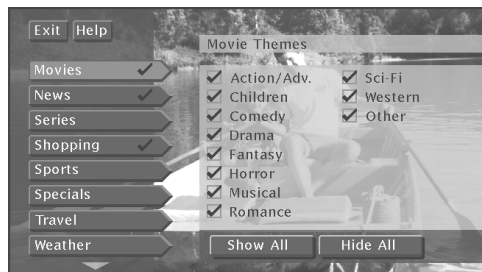 Exit Help
Movie Themes
Movies
News
Series
Shopping
Sports
Specials
Travel
Weather
Action/Adv.
Children
Comedy
Drama
Fantasy
Horror
Musical
Romance
Sci-Fi
Western
Other
Show All Hide All